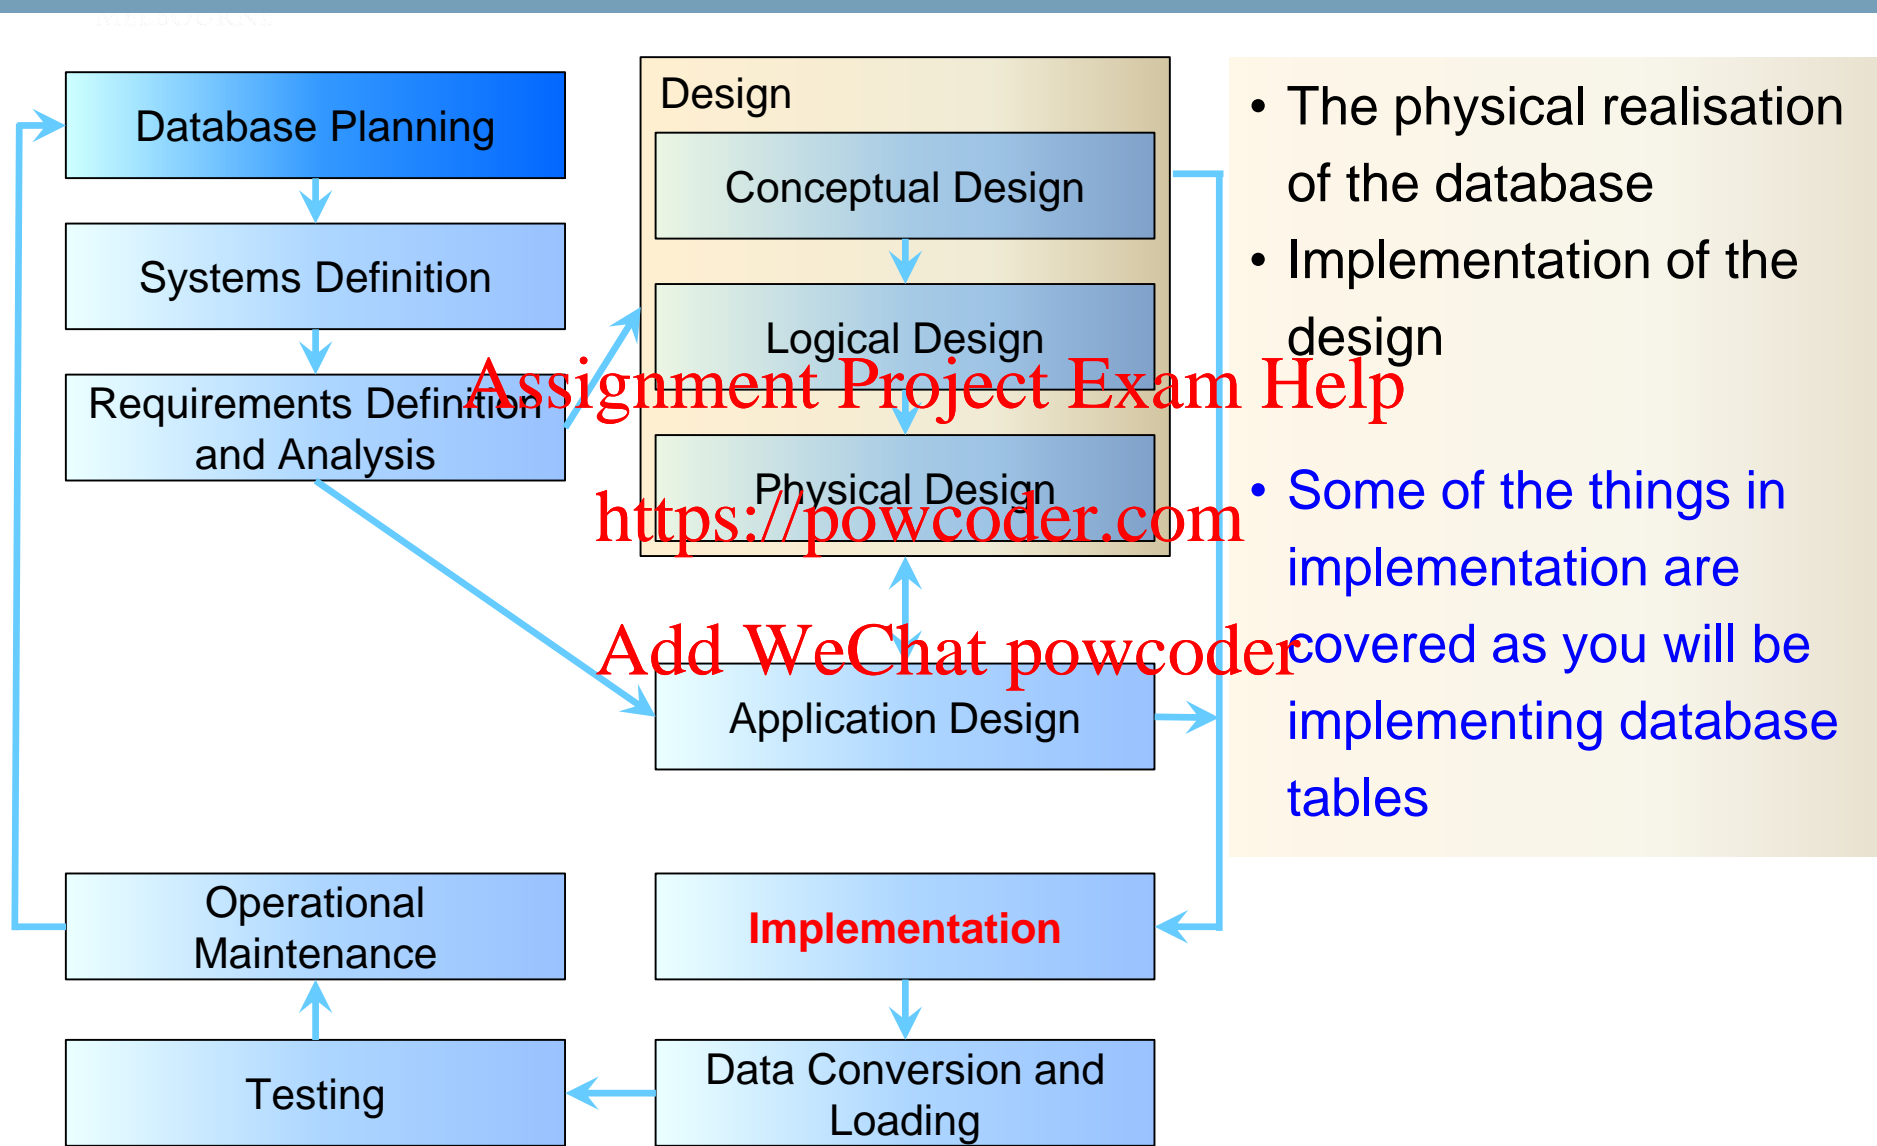 MELBOURNE
Database Planning
Systems Definition
Requirements Definition
and Analysis
Design
Conceptual Design
Logical Design
Physical Design
Application Design
Operational
Maintenance
Implementation
Testing
Data Conversion and
Loading
• The physical realisation
of the database
• Implementation of the
design
• Some of the things in
implementation are
covered as you will be
implementing database
tables
Assignment Project Exam Help
https://powcoder.com
Add WeChat powcoder